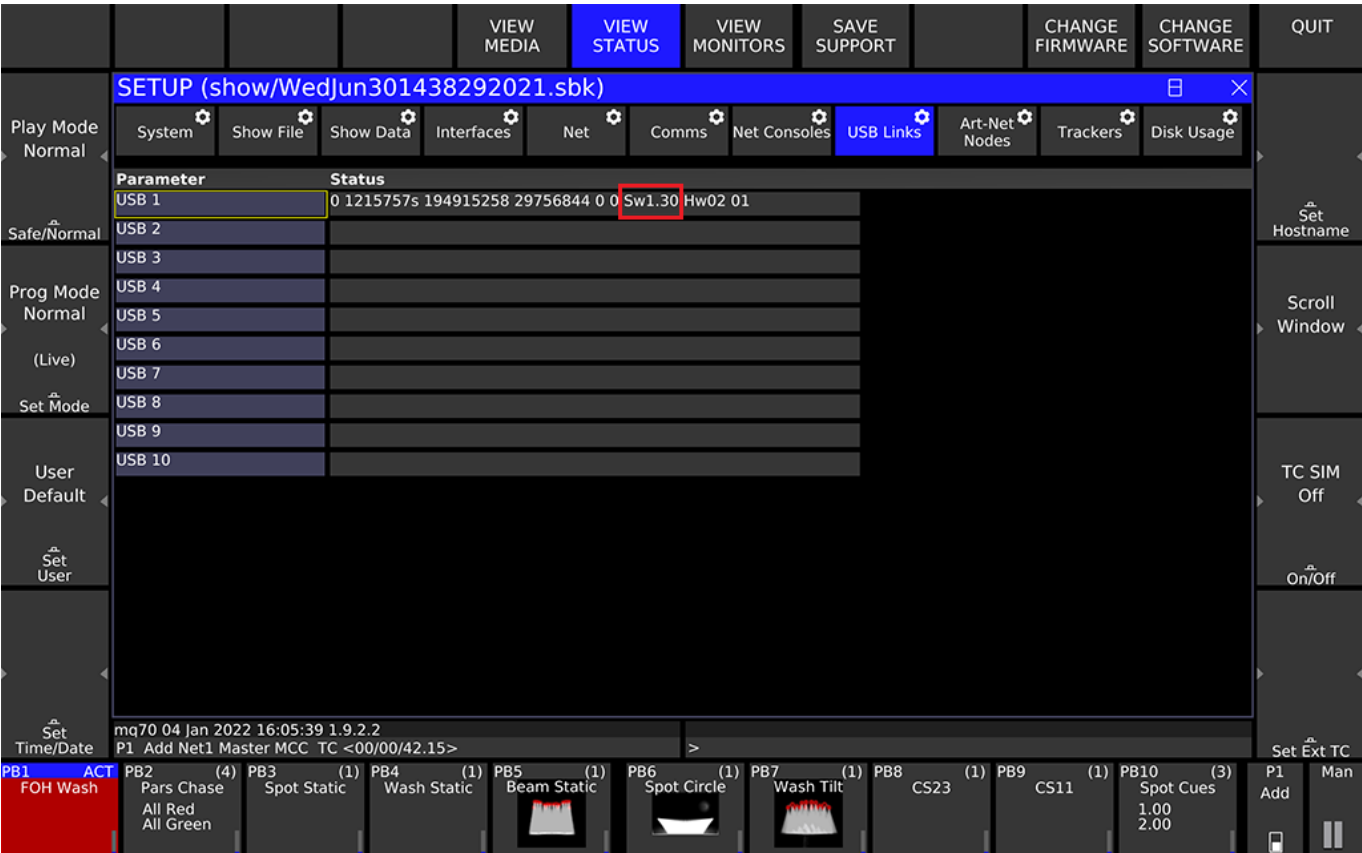 VIEW MEDIA
VIEW STATUS
VIEW MONITORS
SAVE SUPPORT
CHANGE FIRMWARE
CHANGE SOFTWARE
QUIT
SETUP (show/WedJun301438292021.sbk)
System
Show File
Show Data
Interfaces
Net
Comms
Net Consoles
USB Links
Art-Net Nodes
Trackers
Disk Usage
Play Mode
Normal
Safe/Normal
Prog Mode
Normal
(Live)
Set Mode
User
Default
Set
User
Set
Time/Date
Parameter Status
USB 1 0 1215757s 194915258 29756844 0 0 Sw1.30 Hw02 01
USB 2
USB 3
USB 4
USB 5
USB 6
USB 7
USB 8
USB 9
USB 10
Set
Hostname
Scroll
Window
TC SIM
Off
On/Off
Set Ext TC
mq70 04 Jan 2022 16:05:39 1.9.2.2
P1 Add Net1 Master MCC TC <00/00/42.15>
>
PB1 ACT
FOH Wash
PB2 (4)
Pars Chase
All Red
All Green
PB3 (1)
Spot Static
PB4 (1)
Wash Static
PB5 (1)
Beam Static
PB6 (1)
Spot Circle
PB7 (1)
Wash Tilt
PB8 (1)
CS23
PB9 (1)
CS11
PB10 (3)
Spot Cues
1.00
2.00
P1
Add
Man